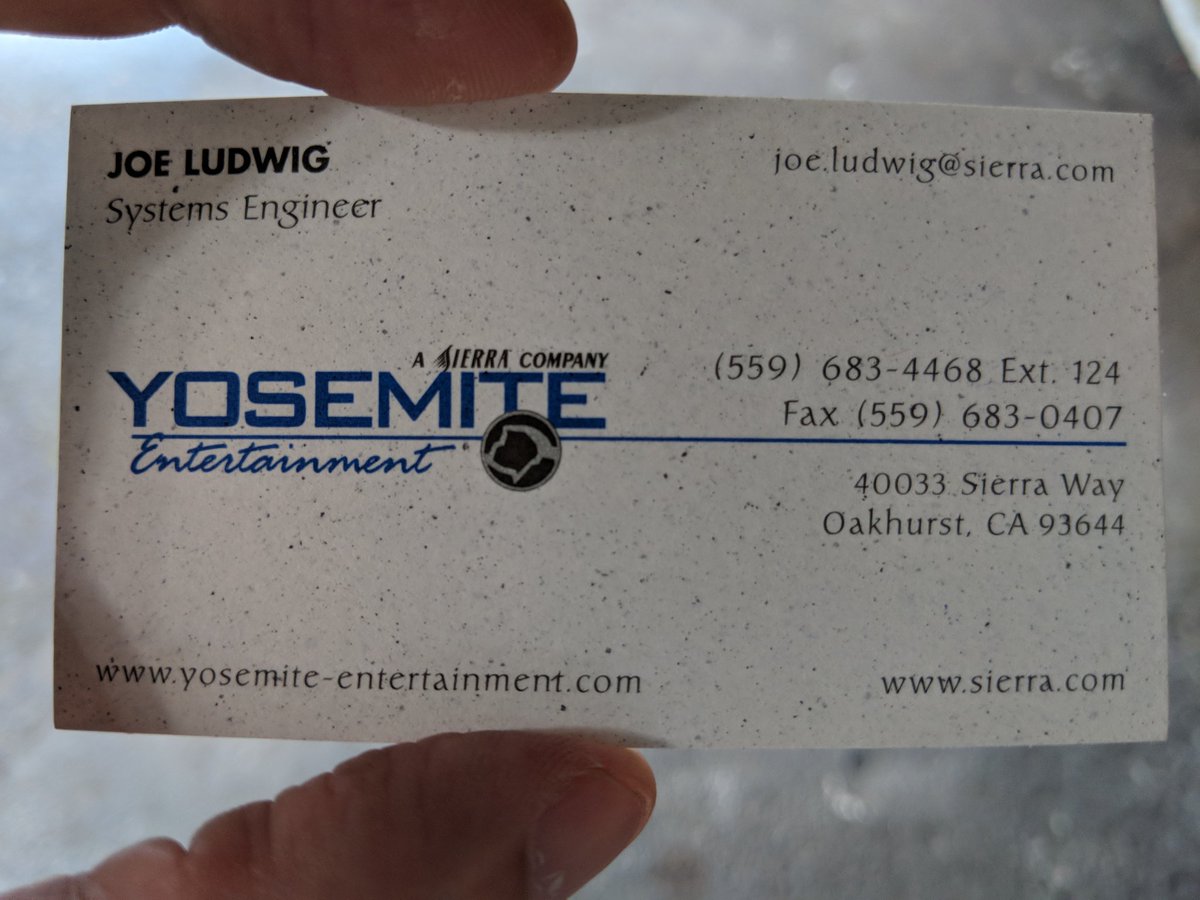 JOE LUDWIG
Systems Engineer
joe.ludwig@sierra.com
A SIERRA COMPANY
YOSEMITE
Entertainment®
(559) 683-4468 Ext. 124
Fax (559) 683-0407
40033 Sierra Way
Oakhurst, CA 93644
www.yosemite-entertainment.com
www.sierra.com